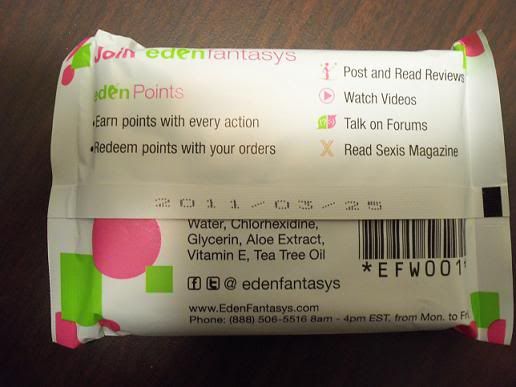 Join edenfantasys
Post and Read Reviews
eden Points
Watch Videos
•Earn points with every action
Talk on Forums
•Redeem points with your orders
X Read Sexis Magazine
2011/03/25
Water, Chlorhexidine,
Glycerin, Aloe Extract,
Vitamin E, Tea Tree Oil
*EFW001*
f t @ edenfantasys
www.EdenFantasys.com
Phone: (888) 506-5516 8am - 4pm EST, from Mon. to Fri